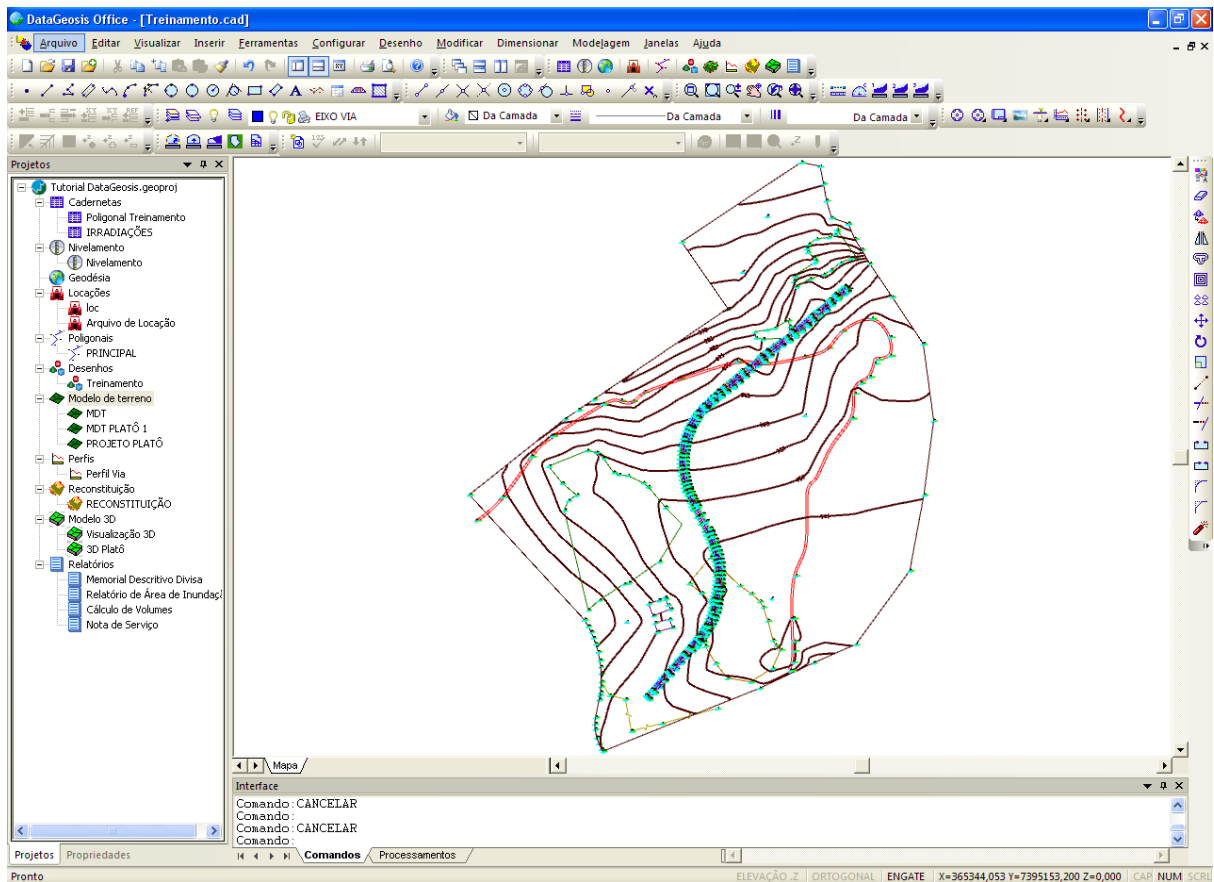 DataGeosis Office - [Treinamento.cad]
Arquivo Editar Visualizar Inserir Ferramentas Configurar Desenho Modificar Dimensionar Modelagem Janelas Ajuda
EIXO VIA
Da Camada
Da Camada
Da Camada
Projetos
Tutorial DataGeosis.geoproj
Cadernetas
Poligonal Treinamento
IRRADIAÇÕES
Nivelamento
Nivelamento
Geodésia
Locações
loc
Arquivo de Locação
Poligonais
PRINCIPAL
Desenhos
Treinamento
Modelo de terreno
MDT
MDT PLATÔ 1
PROJETO PLATÔ
Perfis
Perfil Via
Reconstituição
RECONSTITUIÇÃO
Modelo 3D
Visualização 3D
3D Platô
Relatórios
Memorial Descritivo Divisa
Relatório de Área de Inundaç
Cálculo de Volumes
Nota de Serviço
Mapa
Interface
Comando:CANCELAR
Comando:
Comando:CANCELAR
Comando:
Projetos Propriedades
Comandos Processamentos
Pronto
ELEVAÇÃO .Z ORTOGONAL ENGATE X=365344,053 Y=7395153,200 Z=0,000 CAP NUM SCRL